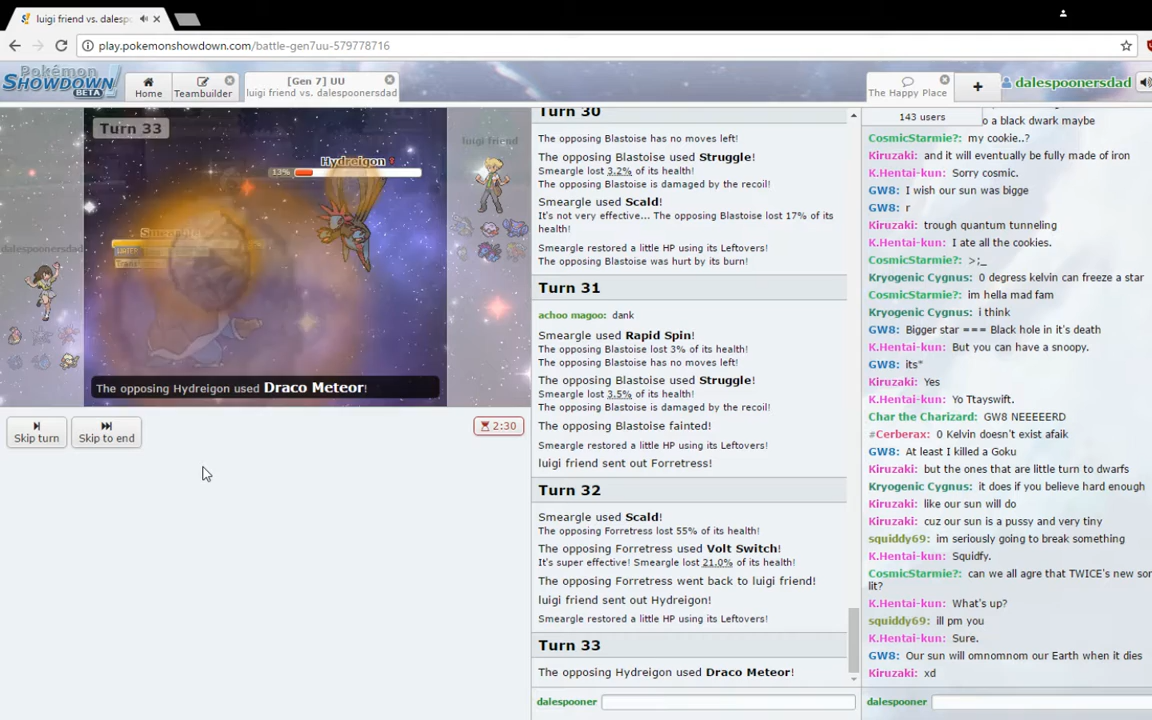 luigi friend vs. dalespo
play.pokemonshowdown.com/battle-gen7uu-579778716
Pokémon
SHOWDOWN
BETA
Home
Teambuilder
[Gen 7] UU
luigi friend vs. dalespoonersdad
The Happy Place
+
dalespoonersdad
Turn 33
luigi friend
Hydreigon
13%
dalespoonersdad
The opposing Hydreigon used Draco Meteor!
Skip turn
Skip to end
2:30
Turn 30
The opposing Blastoise has no moves left!
The opposing Blastoise used Struggle!
Smeargle lost 3.2% of its health!
The opposing Blastoise is damaged by the recoil!
Smeargle used Scald!
It's not very effective... The opposing Blastoise lost 17% of its
health!
Smeargle restored a little HP using its Leftovers!
The opposing Blastoise was hurt by its burn!
Turn 31
achoo magoo: dank
Smeargle used Rapid Spin!
The opposing Blastoise lost 3% of its health!
The opposing Blastoise has no moves left!
The opposing Blastoise used Struggle!
Smeargle lost 3.5% of its health!
The opposing Blastoise is damaged by the recoil!
The opposing Blastoise fainted!
Smeargle restored a little HP using its Leftovers!
luigi friend sent out Forretress!
Turn 32
Smeargle used Scald!
The opposing Forretress lost 55% of its health!
The opposing Forretress used Volt Switch!
It's super effective! Smeargle lost 21.0% of its health!
The opposing Forretress went back to luigi friend!
luigi friend sent out Hydreigon!
Smeargle restored a little HP using its Leftovers!
Turn 33
The opposing Hydreigon used Draco Meteor!
dalespooner
143 users
o a black dwark maybe
CosmicStarmie?: my cookie..?
Kiruzaki: and it will eventually be fully made of iron
K.Hentai-kun: Sorry cosmic.
GW8: I wish our sun was bigge
GW8: r
Kiruzaki: trough quantum tunneling
K.Hentai-kun: I ate all the cookies.
CosmicStarmie?: >;_
Kryogenic Cygnus: 0 degress kelvin can freeze a star
CosmicStarmie?: im hella mad fam
Kryogenic Cygnus: i think
GW8: Bigger star === Black hole in it's death
K.Hentai-kun: But you can have a snoopy.
GW8: its*
Kiruzaki: Yes
K.Hentai-kun: Yo Ttayswift.
Char the Charizard: GW8 NEEEEERD
#Cerberax: 0 Kelvin doesn't exist afaik
GW8: At least I killed a Goku
Kiruzaki: but the ones that are little turn to dwarfs
Kryogenic Cygnus: it does if you believe hard enough
Kiruzaki: like our sun will do
Kiruzaki: cuz our sun is a pussy and very tiny
squiddy69: im seriously going to break something
K.Hentai-kun: Squidfy.
CosmicStarmie?: can we all agre that TWICE's new sor
lit?
K.Hentai-kun: What's up?
squiddy69: ill pm you
K.Hentai-kun: Sure.
GW8: Our sun will omnomnom our Earth when it dies
Kiruzaki: xd
dalespooner